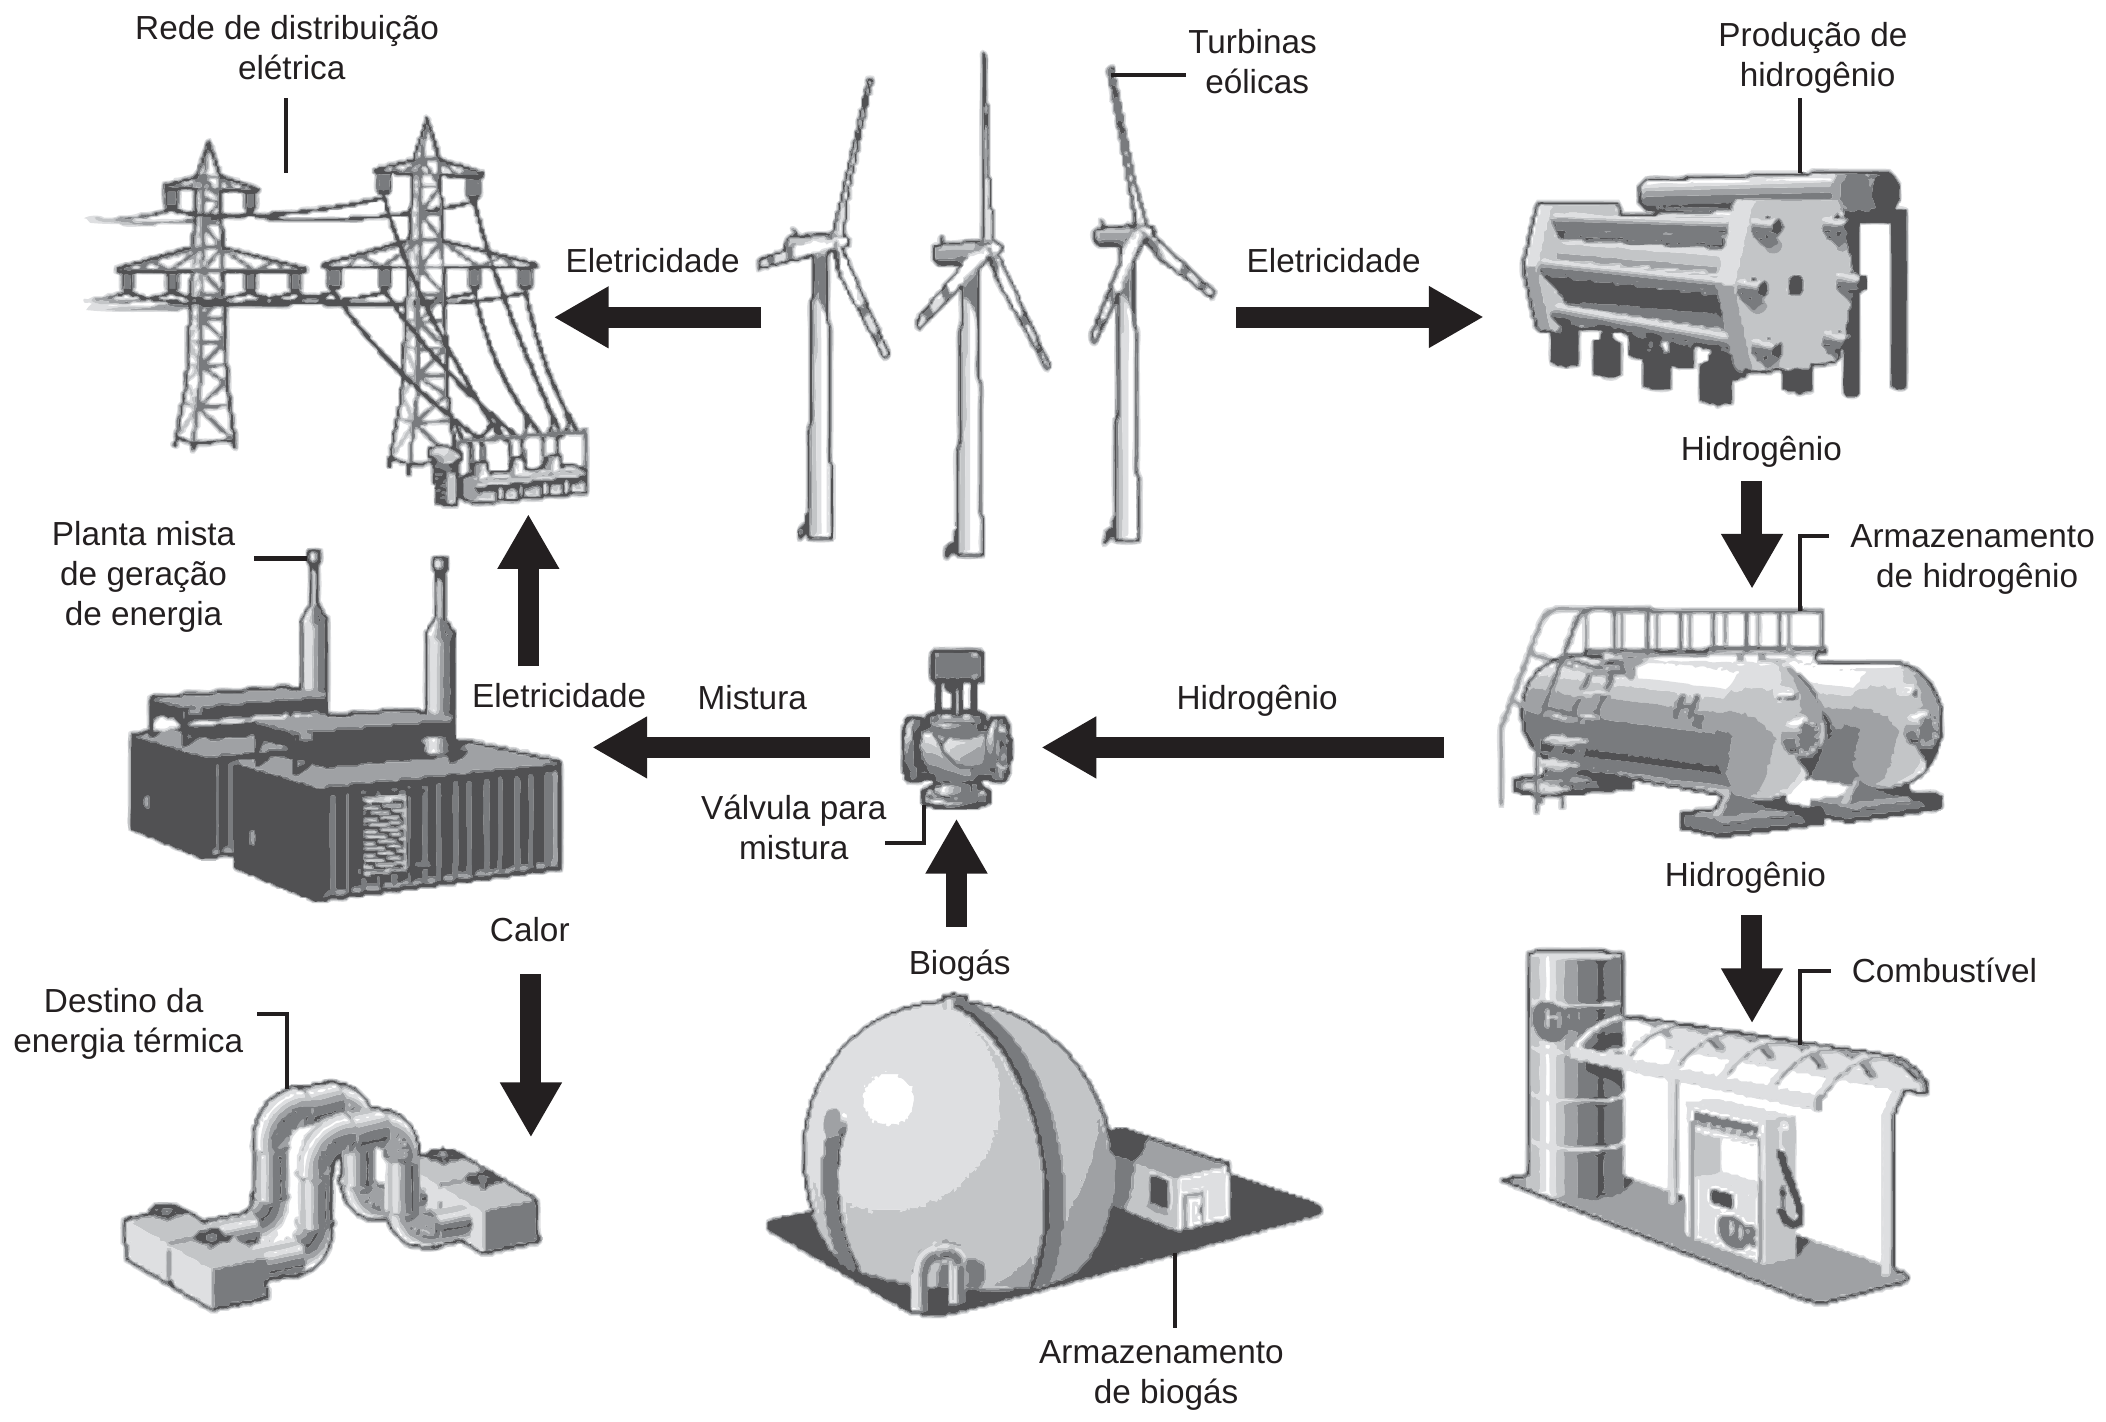 Rede de distribuição
elétrica
Turbinas
eólicas
Produção de
hidrogênio
Eletricidade
Eletricidade
Hidrogênio
Planta mista
de geração
de energia
Armazenamento
de hidrogênio
Eletricidade
Mistura
Hidrogênio
H
Válvula para
mistura
Hidrogênio
Calor
Biogás
Combustível
Destino da
energia térmica
H
Armazenamento
de biogás